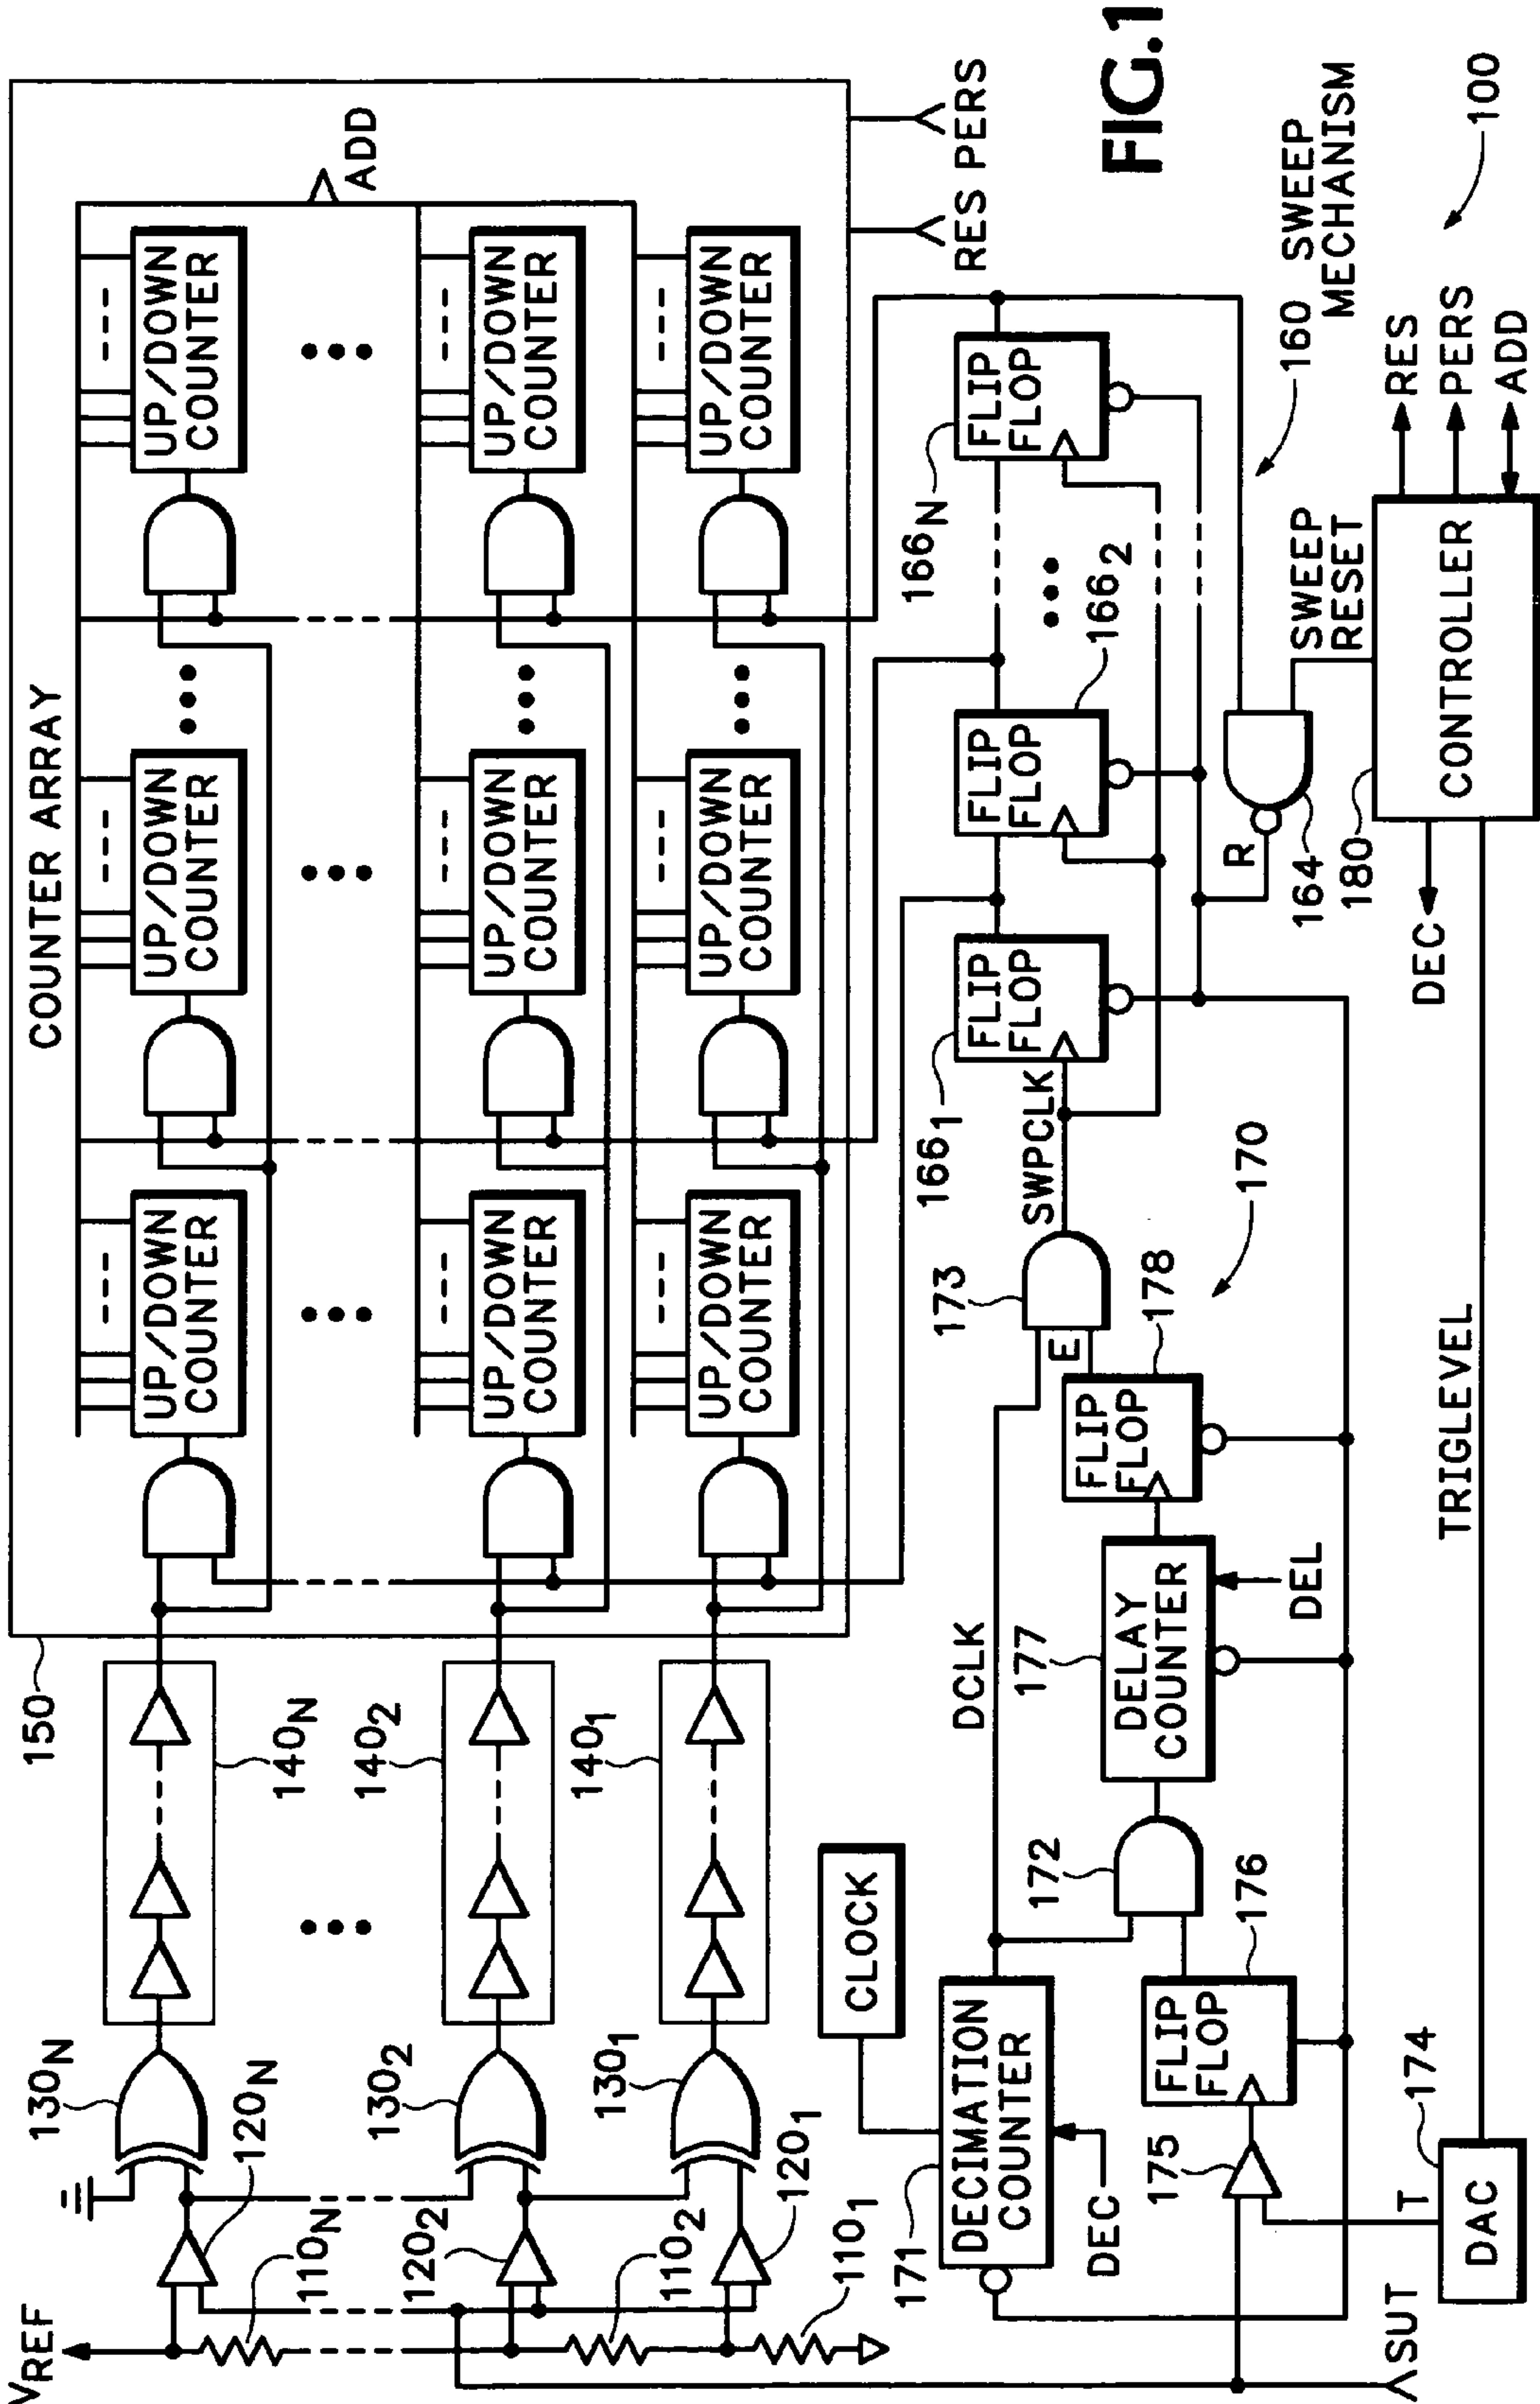 FIG.1
COUNTER ARRAY
150
ADD
UP/DOWN
COUNTER
UP/DOWN
COUNTER
UP/DOWN
COUNTER
UP/DOWN
COUNTER
UP/DOWN
COUNTER
UP/DOWN
COUNTER
UP/DOWN
COUNTER
UP/DOWN
COUNTER
UP/DOWN
COUNTER
RES PERS
VREF
110N
120N
130N
140N
1202
1302
1402
1102
1201
1301
1401
1101
CLOCK
171
DECIMATION
COUNTER
DEC
DCLK
172
173
E
SWPCLK
175
FLIP
FLOP
176
177
DELAY
COUNTER
DEL
FLIP
FLOP
178
170
1661
FLIP
FLOP
FLIP
FLOP
1662
166N
FLIP
FLOP
160 SWEEP
MECHANISM
R
164
SWEEP
RESET
SUT
T
DAC
174
TRIGLEVEL
DEC
180
CONTROLLER
RES
PERS
ADD
100